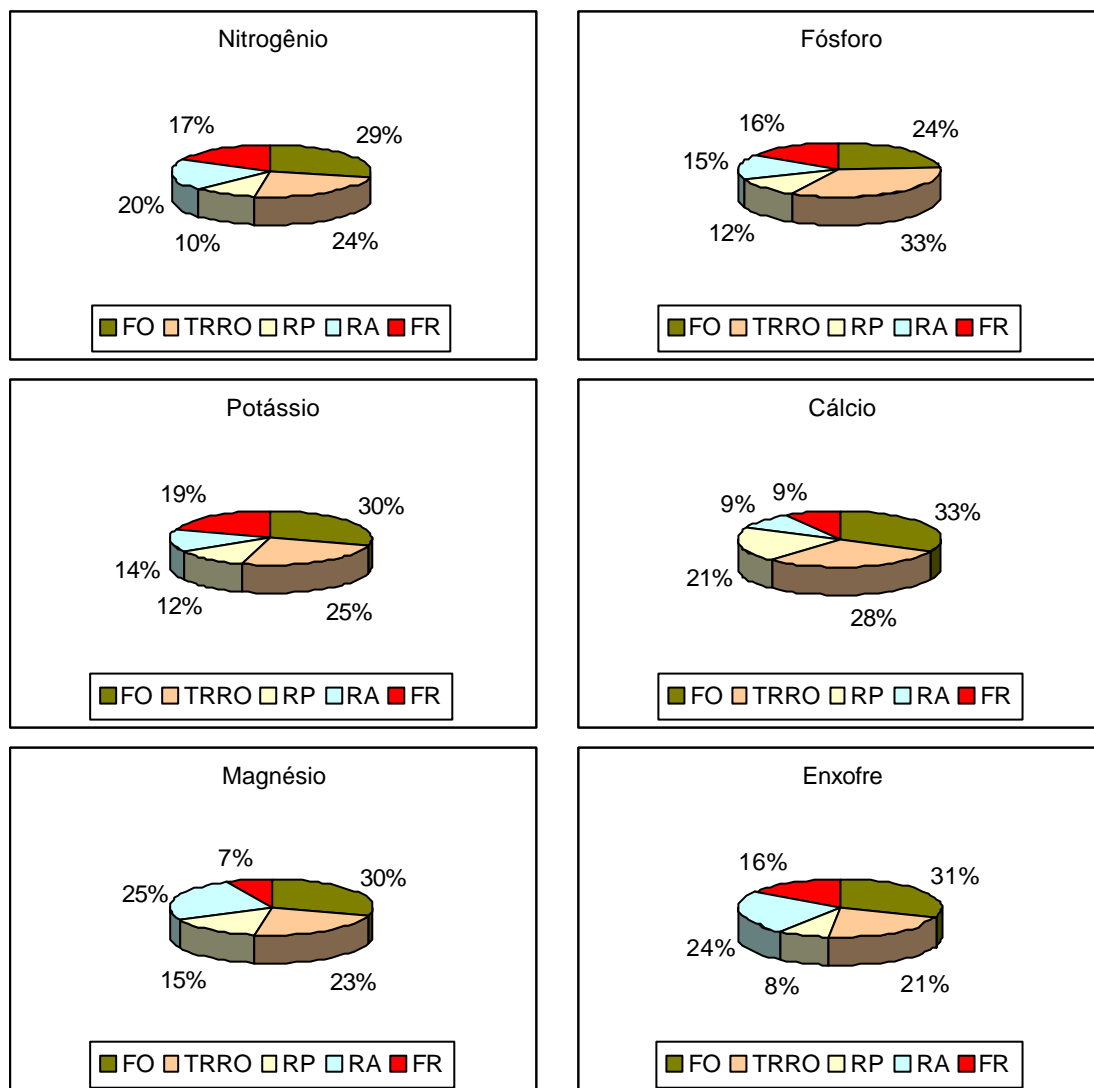 Nitrogênio
17%
29%
20%
10%
24%
FO TRRO RP RA FR
Fósforo
16%
24%
15%
12%
33%
FO TRRO RP RA FR
Potássio
19%
30%
14%
12%
25%
FO TRRO RP RA FR
Cálcio
9%
9%
33%
21%
28%
FO TRRO RP RA FR
Magnésio
7%
30%
25%
15%
23%
FO TRRO RP RA FR
Enxofre
16%
31%
24%
8%
21%
FO TRRO RP RA FR